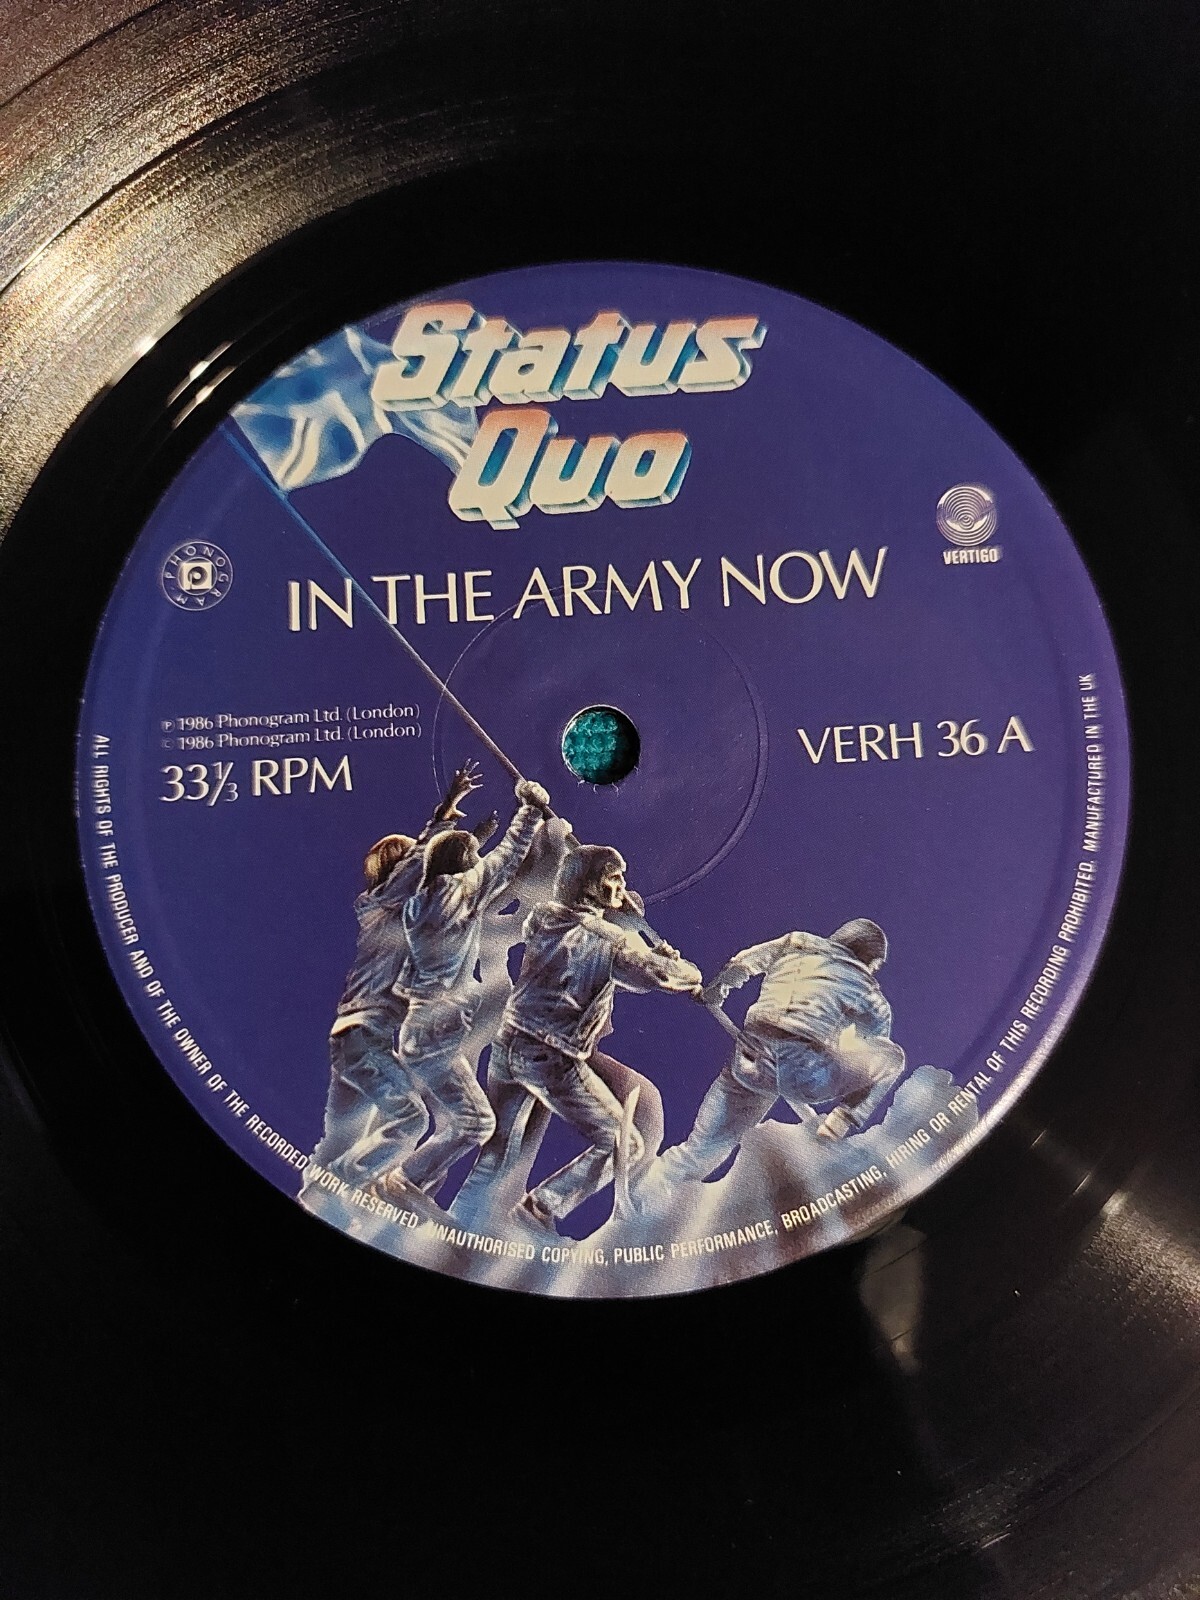 Status
Quo
PHONOGRAM
VERTIGO
IN THE ARMY NOW
℗ 1986 Phonogram Ltd. (London)
© 1986 Phonogram Ltd. (London)
33⅓ RPM
VERH 36 A
ALL RIGHTS OF THE PRODUCER AND OF THE OWNER OF THE RECORDED WORK RESERVED. UNAUTHORISED COPYING, PUBLIC PERFORMANCE, BROADCASTING, HIRING OR RENTAL OF THIS RECORDING PROHIBITED. MANUFACTURED IN THE UK